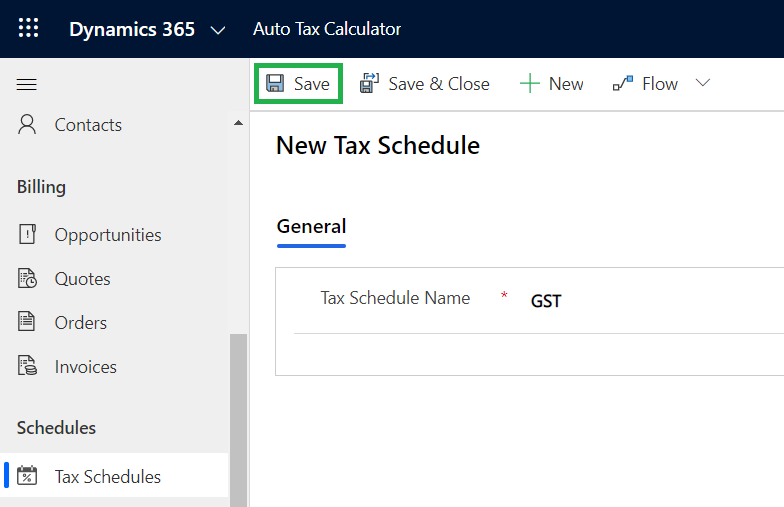 Dynamics 365 Auto Tax Calculator
Save Save & Close New Flow
Contacts
New Tax Schedule
Billing
General
Opportunities
Quotes
Tax Schedule Name * GST
Orders
Invoices
Schedules
Tax Schedules